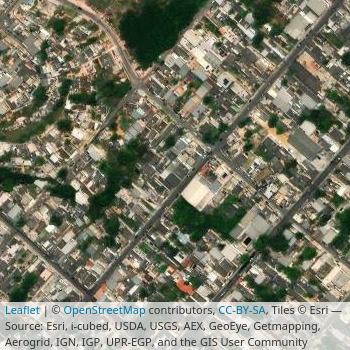 Leaflet | © OpenStreetMap contributors, CC-BY-SA, Tiles © Esri —
Source: Esri, i-cubed, USDA, USGS, AEX, GeoEye, Getmapping,
Aerogrid, IGN, IGP, UPR-EGP, and the GIS User Community